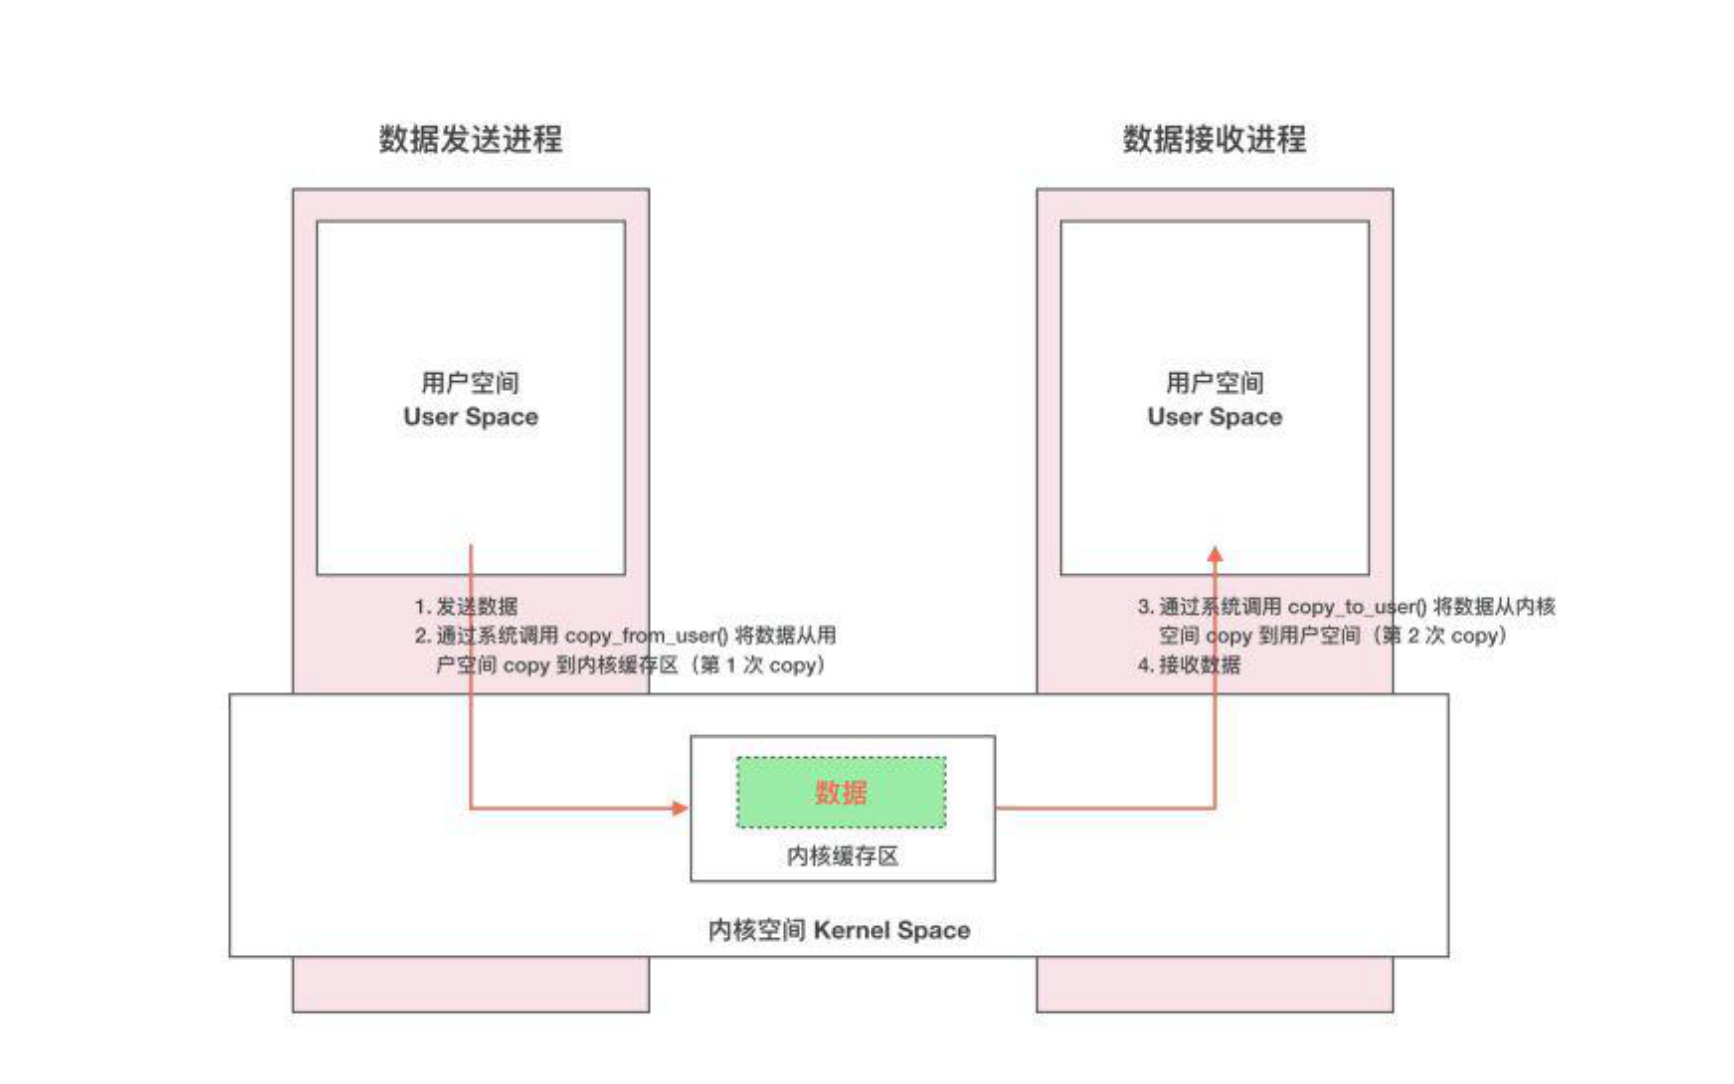 数据发送进程
数据接收进程
用户空间
User Space
用户空间
User Space
1. 发送数据
2. 通过系统调用 copy_from_user() 将数据从用
户空间 copy 到内核缓存区（第 1 次 copy）
3. 通过系统调用 copy_to_user() 将数据从内核
空间 copy 到用户空间（第 2 次 copy）
4. 接收数据
数据
内核缓存区
内核空间 Kernel Space